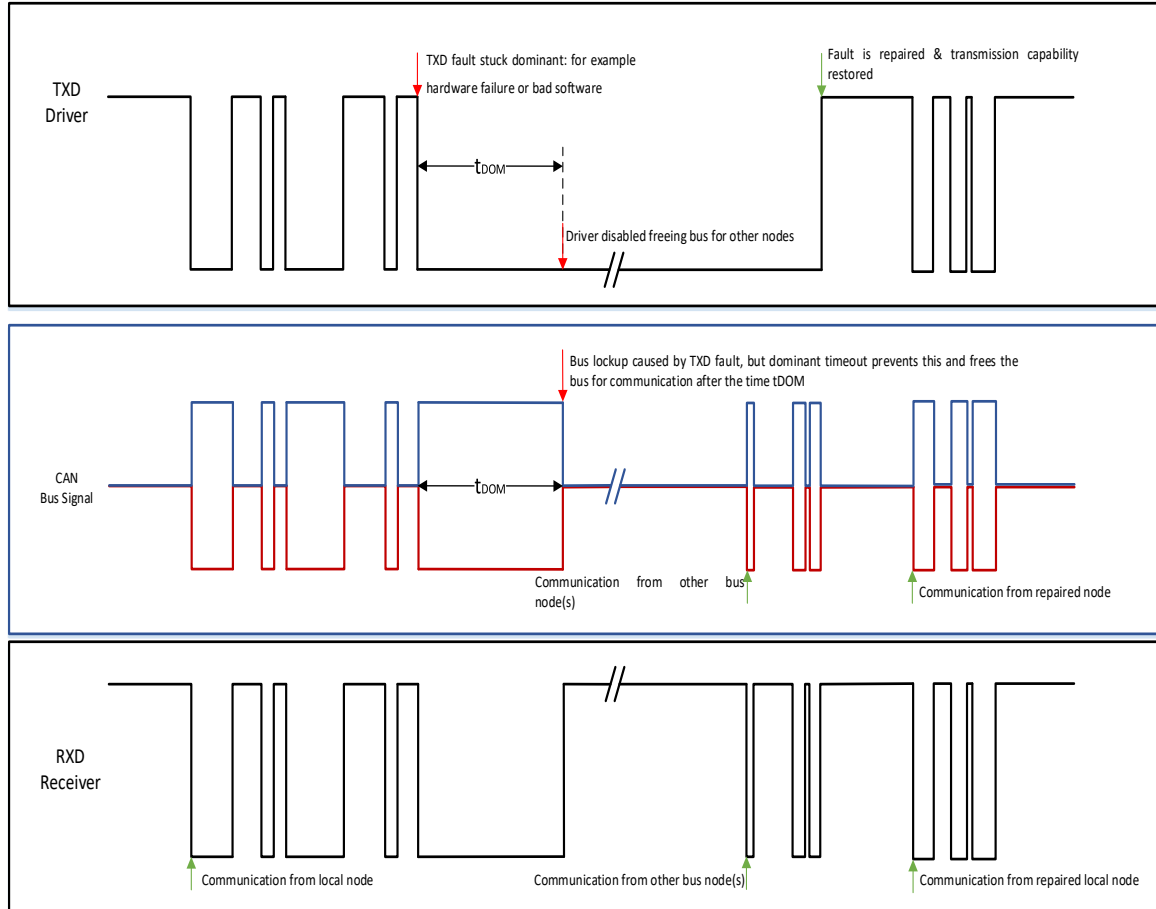 TXD fault stuck dominant: for example
hardware failure or bad software
Fault is repaired & transmission capability
restored
TXD
Driver
tDOM
Driver disabled freeing bus for other nodes
Bus lockup caused by TXD fault, but dominant timeout prevents this and frees the
bus for communication after the time tDOM
CAN
Bus Signal
tDOM
Communication from other bus
node(s)
Communication from repaired node
RXD
Receiver
Communication from local node
Communication from other bus node(s)
Communication from repaired local node